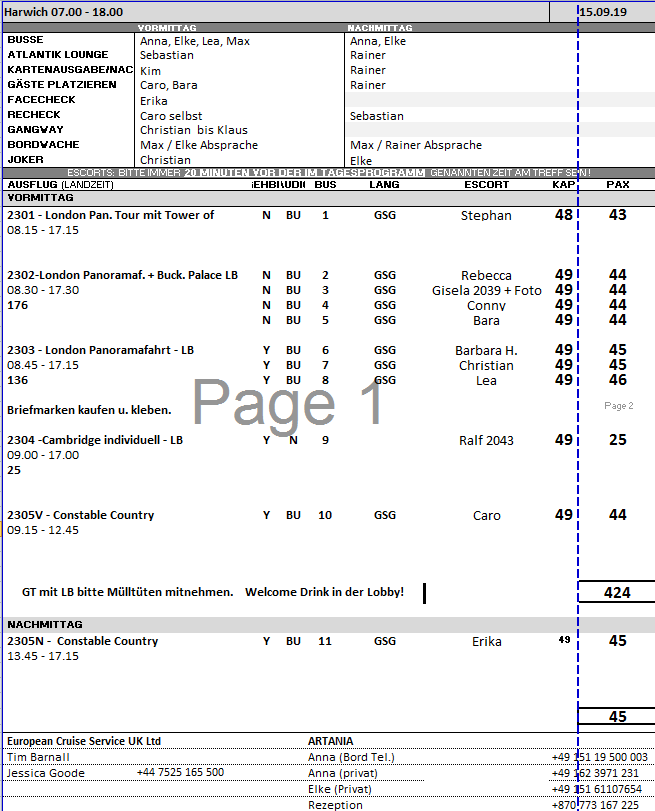 Harwich 07.00 - 18.00 15.09.19
VORMITTAG NACHMITTAG
BUSSE Anna, Elke, Lea, Max Anna, Elke
ATLANTIK LOUNGE Sebastian Rainer
KARTENAUSGABE/NAC Kim Rainer
GÄSTE PLATZIEREN Caro, Bara Rainer
FACECHECK Erika
RECHECK Caro selbst Sebastian
GANGWAY Christian bis Klaus
BORDWACHE Max / Elke Absprache Max / Rainer Absprache
JOKER Christian Elke
ESCORTS: BITTE IMMER 20 MINUTEN VOR DER IM TAGESPROGRAMM GENANNTEN ZEIT AM TREFF SEIN!
AUSFLUG (LANDZEIT) BUS LANG ESCORT KAP PAX
VORMITTAG
2301 - London Pan. Tour mit Tower of N BU 1 GSG Stephan 48 43
08.15 - 17.15
2302-London Panoramaf. + Buck. Palace LB N BU 2 GSG Rebecca 49 44
08.30 - 17.30 N BU 3 GSG Gisela 2039 + Foto 49 44
176 N BU 4 GSG Conny 49 44
N BU 5 GSG Bara 49 44
2303 - London Panoramafahrt - LB Y BU 6 GSG Barbara H. 49 45
08.45 - 17.15 Y BU 7 GSG Christian 49 45
136 Y BU 8 GSG Lea 49 46
Page 1
Briefmarken kaufen u. kleben. Page 2
2304 -Cambridge individuell - LB Y N 9 Ralf 2043 49 25
09.00 - 17.00
25
2305V - Constable Country Y BU 10 GSG Caro 49 44
09.15 - 12.45
GT mit LB bitte Mülltüten mitnehmen. Welcome Drink in der Lobby! 424
NACHMITTAG
2305N - Constable Country Y BU 11 GSG Erika 49 45
13.45 - 17.15
45
European Cruise Service UK Ltd ARTANIA
Tim Barnall Anna (Bord Tel.) +49 151 19 500 003
Jessica Goode +44 7525 165 500 Anna (privat) +49 162 3971 231
Elke (Privat) +49 151 61107654
Rezeption +870 773 167 225